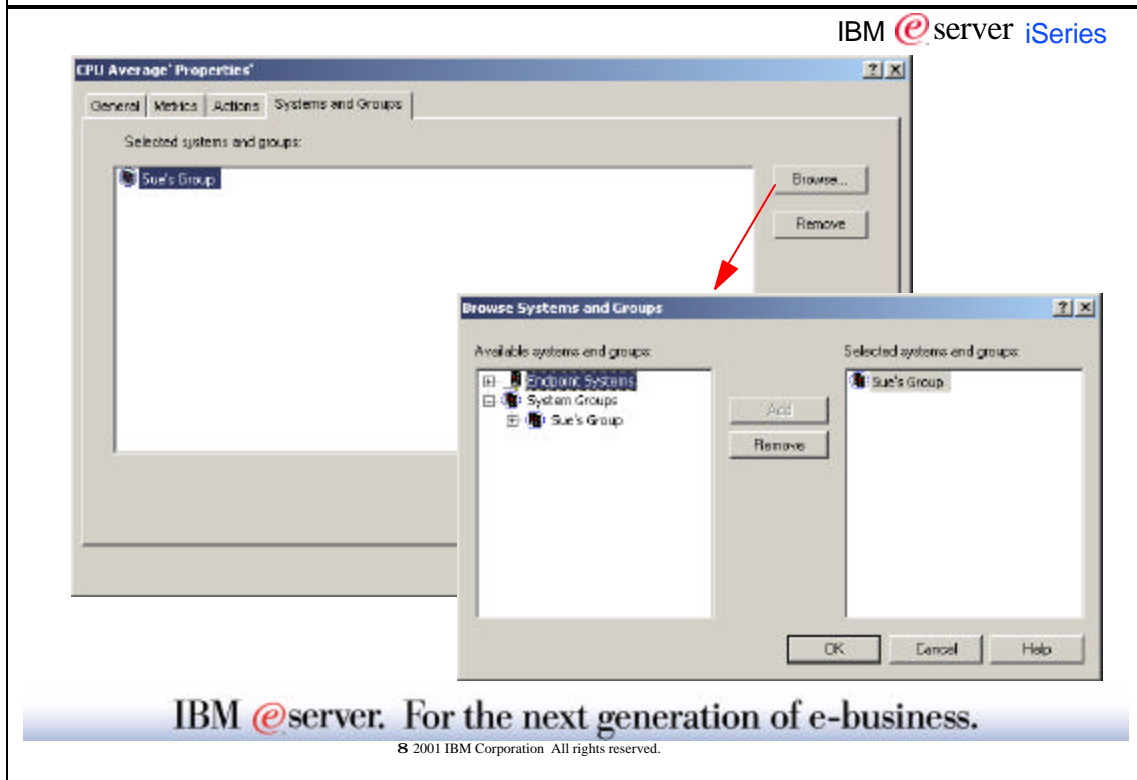 IBM @server iSeries
CPU Average' Properties'
General Metrics Actions Systems and Groups
Selected systems and groups:
Sue's Group
Browse...
Remove
Browse Systems and Groups
Available systems and groups:
Selected systems and groups:
Endpoint Systems
System Groups
Sue's Group
Sue's Group
Add
Remove
OK Cancel Help
IBM @server. For the next generation of e-business.
8 2001 IBM Corporation All rights reserved.